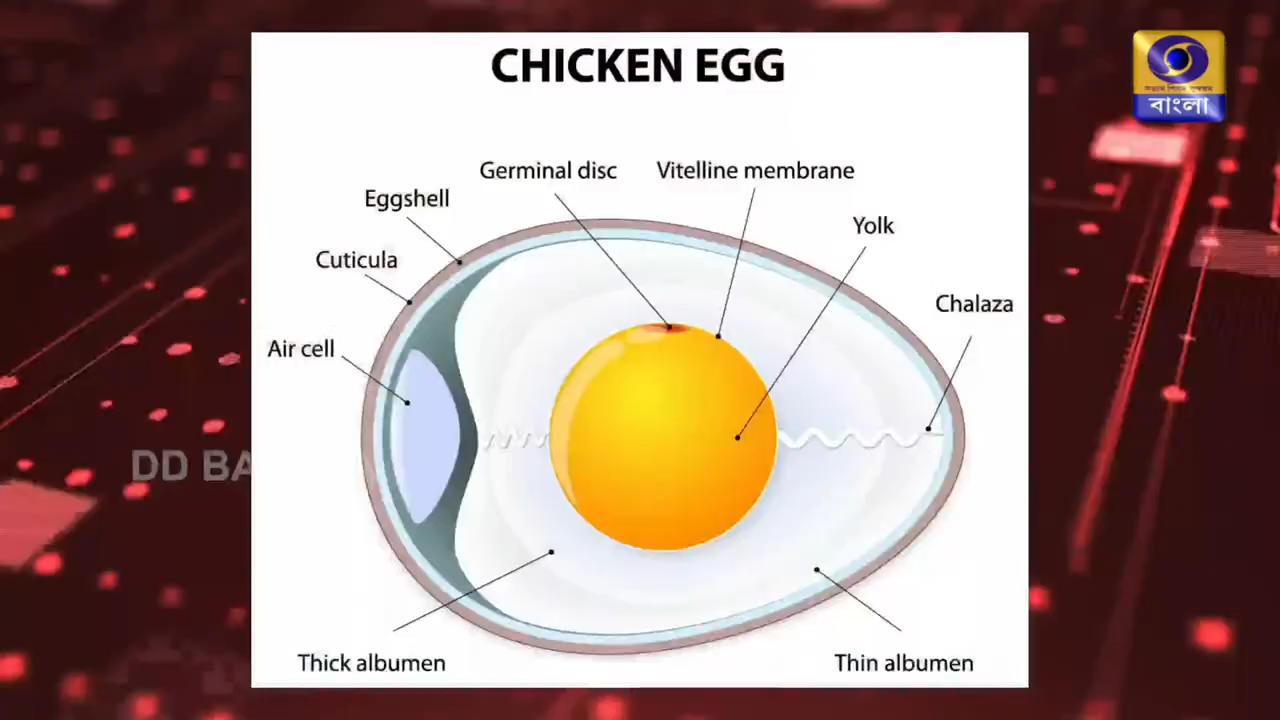 CHICKEN EGG
Germinal disc
Vitelline membrane
Eggshell
Yolk
Cuticula
Chalaza
Air cell
Thick albumen
Thin albumen
DD BA
বাংলা